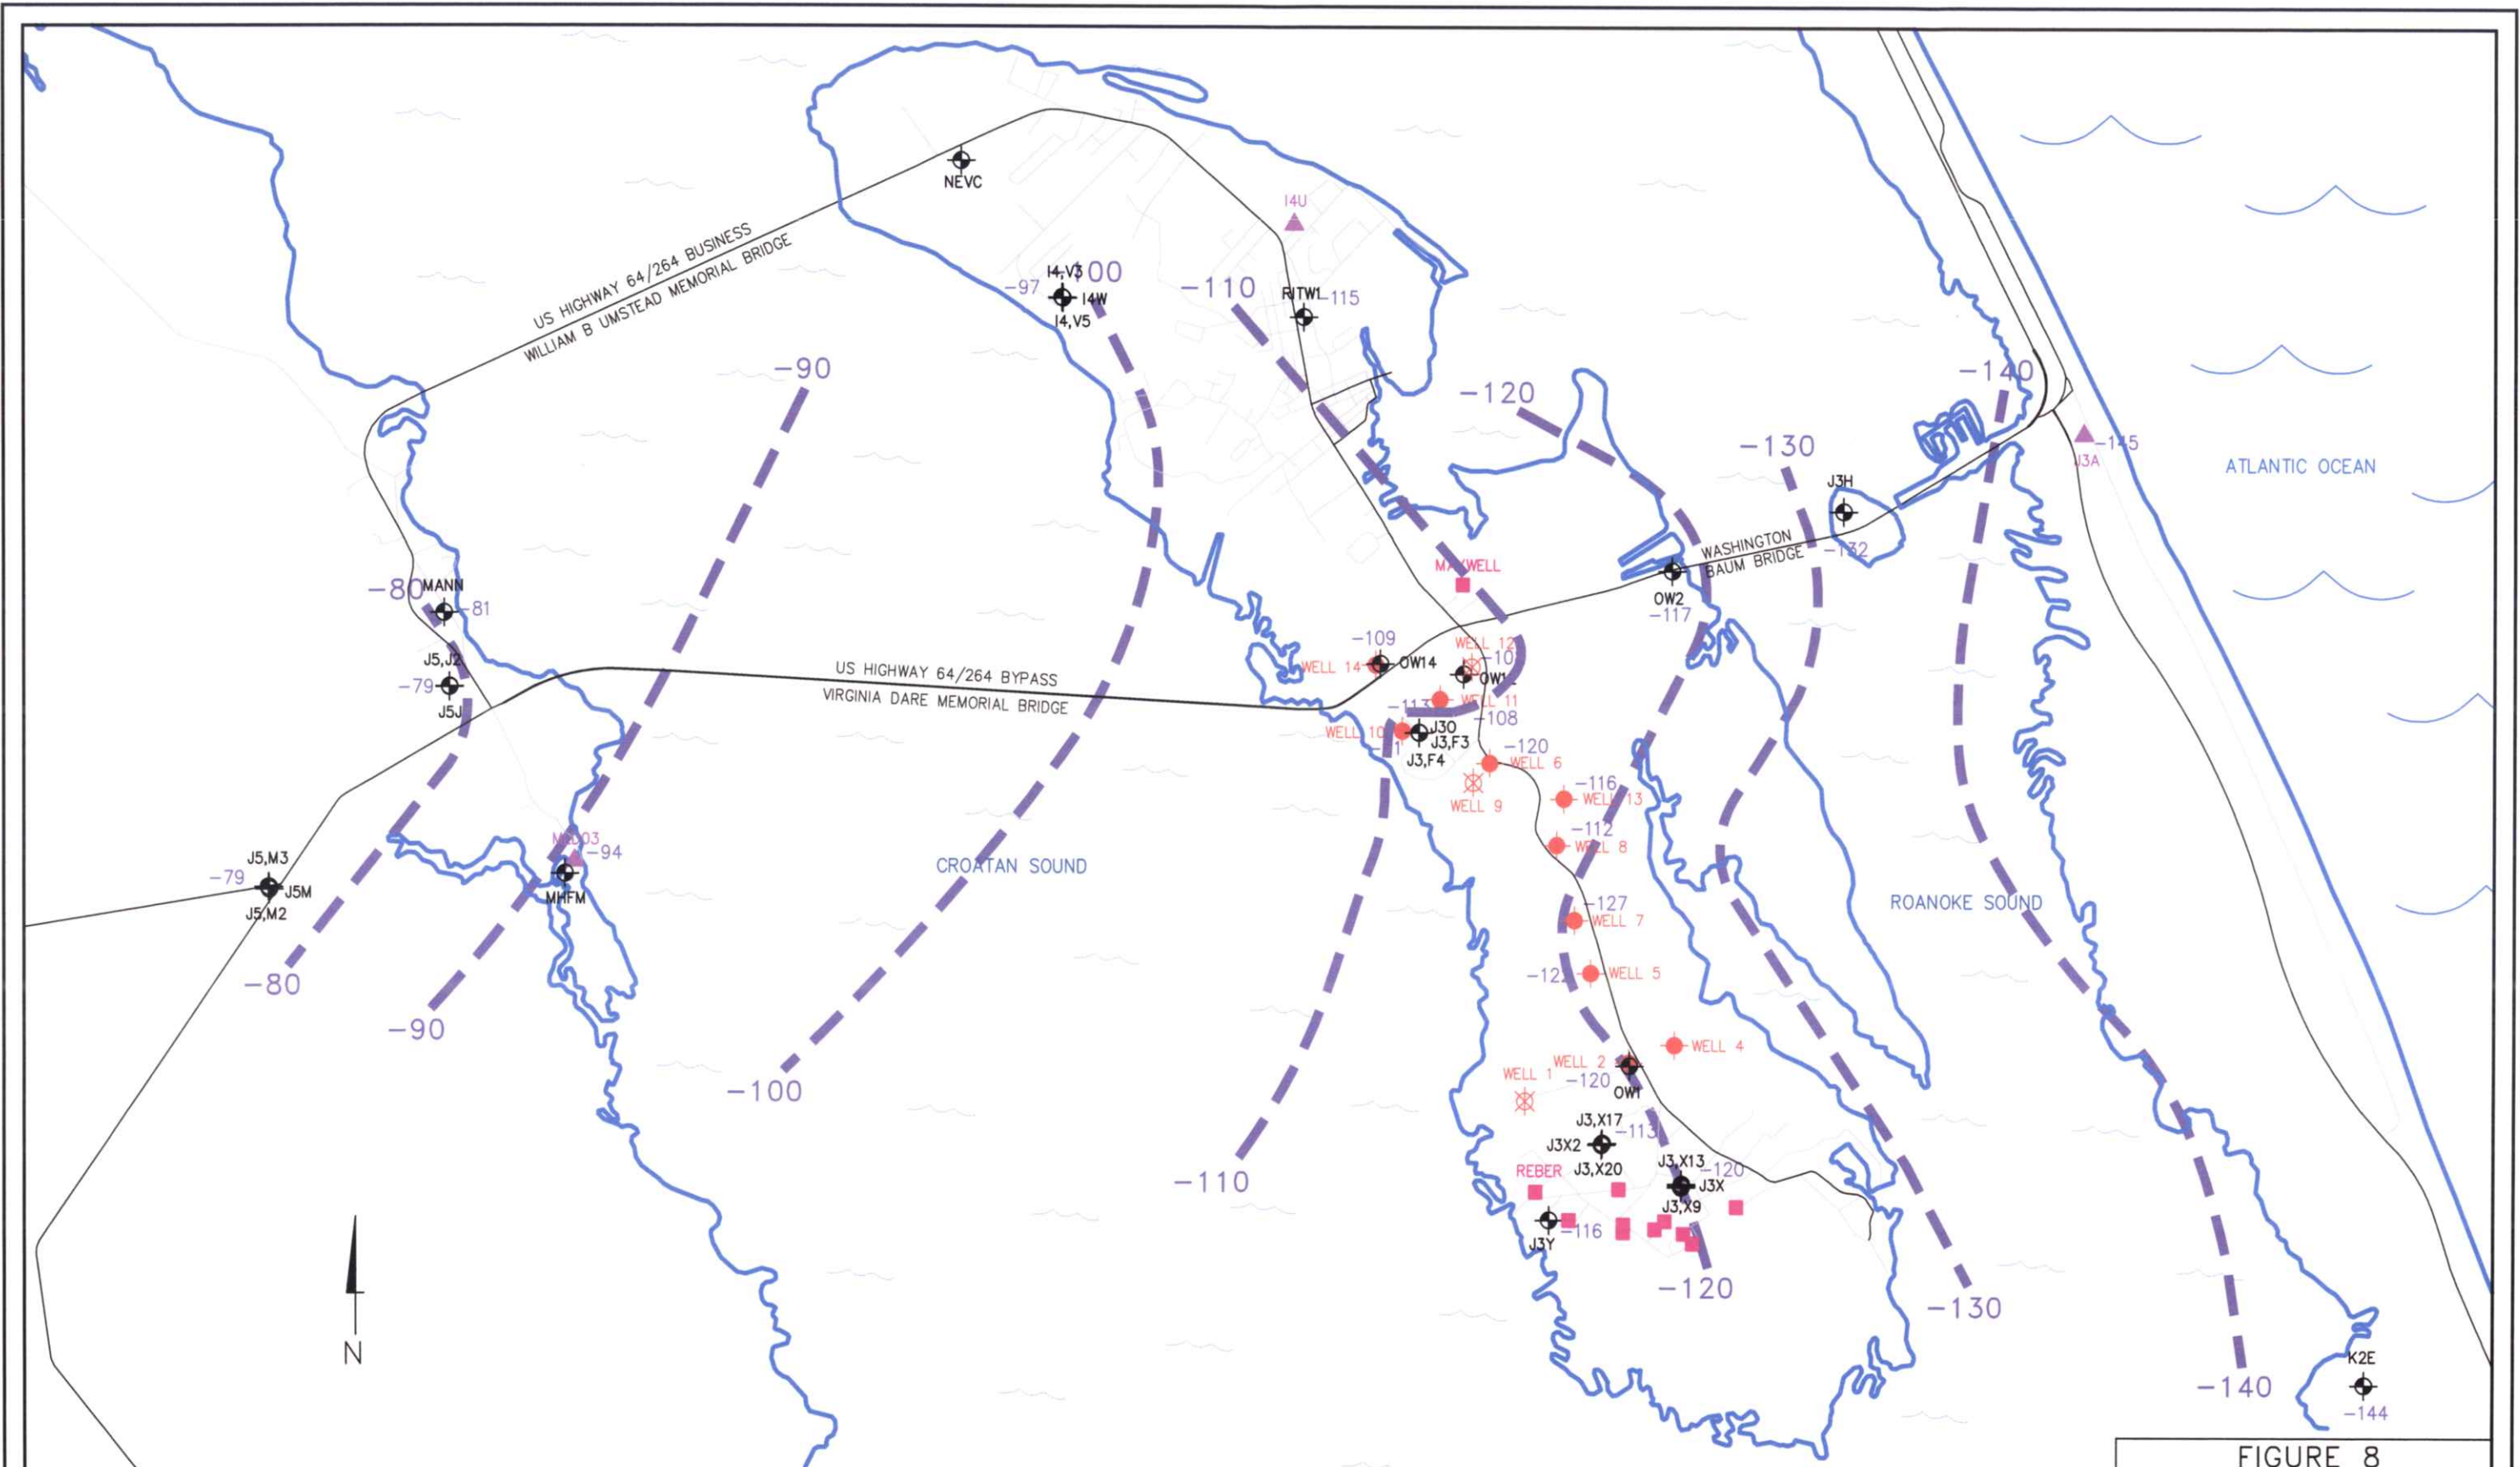 NEVC
I4U
US HIGHWAY 64/264 BUSINESS
WILLIAM B UMSTEAD MEMORIAL BRIDGE
I4,V3
-97
I4W
I4,V5
-110
RITW1
-115
-90
-120
-140
-130
-145
J3A
ATLANTIC OCEAN
J3H
WASHINGTON
BAUM BRIDGE
-132
MAXWELL
-80
MANN
-81
OW2
-117
-109
WELL 12
WELL 14
OW14
J5,J2
-79
J5J
US HIGHWAY 64/264 BYPASS
VIRGINIA DARE MEMORIAL BRIDGE
WELL 11
-113
-108
WELL 10
J3O
J3,F3
J3,F4
-120
WELL 6
WELL 9
-116
WELL 13
-112
WELL 8
-94
MHFM
J5,M3
-79
J5M
J5,M2
CROATAN SOUND
ROANOKE SOUND
-127
WELL 7
WELL 5
-80
-90
WELL 4
WELL 2
WELL 1
-120
OW1
-100
J3,X17
-113
J3X2
J3,X20
J3,X13
-120
J3X
J3,X9
REBER
-110
-116
J3Y
-120
-130
N
K2E
-140
-144
FIGURE 8